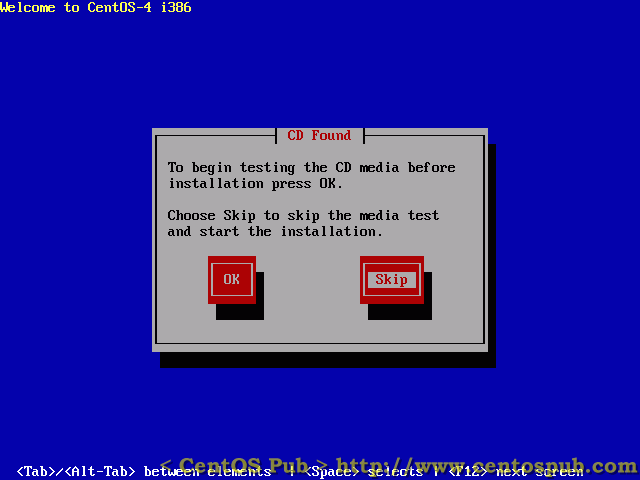 Welcome to CentOS-4 i386
CD Found
To begin testing the CD media before
installation press OK.
Choose Skip to skip the media test
and start the installation.
OK Skip
< CentOS Pub > http://www.centospub.com
<Tab>/<Alt-Tab> between elements | <Space> selects | <F12> next screen